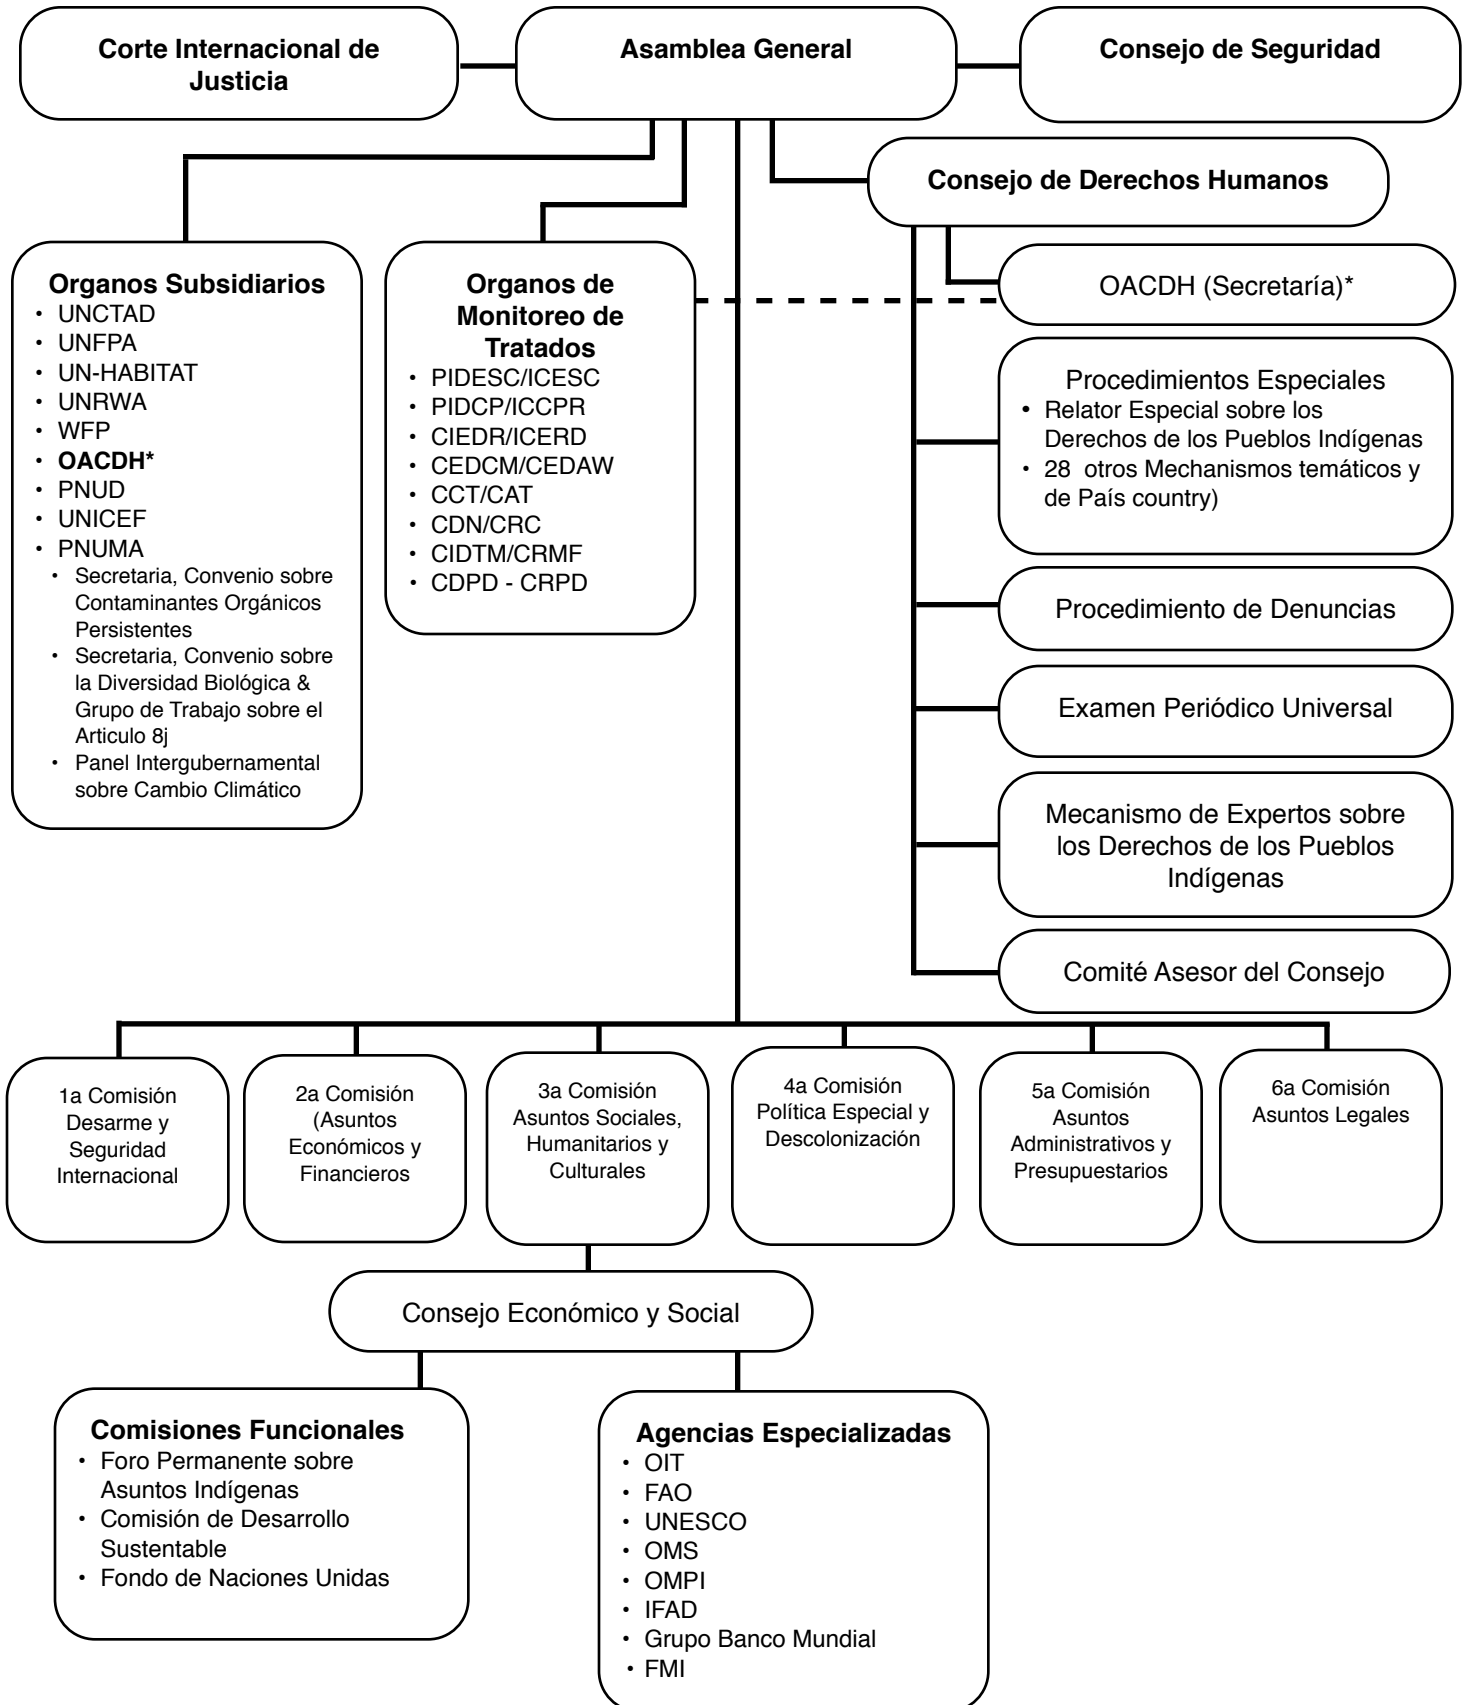 Corte Internacional de
Justicia
Asamblea General
Consejo de Seguridad
Consejo de Derechos Humanos
Organos Subsidiarios
• UNCTAD
• UNFPA
• UN-HABITAT
• UNRWA
• WFP
• OACDH*
• PNUD
• UNICEF
• PNUMA
• Secretaria, Convenio sobre
Contaminantes Orgánicos
Persistentes
• Secretaria, Convenio sobre
la Diversidad Biológica &
Grupo de Trabajo sobre el
Articulo 8j
• Panel Intergubernamental
sobre Cambio Climático
Organos de
Monitoreo de
Tratados
• PIDESC/ICESC
• PIDCP/ICCPR
• CIEDR/ICERD
• CEDCM/CEDAW
• CCT/CAT
• CDN/CRC
• CIDTM/CRMF
• CDPD - CRPD
OACDH (Secretaría)*
Procedimientos Especiales
• Relator Especial sobre los
Derechos de los Pueblos Indígenas
• 28 otros Mechanismos temáticos y
de País country)
Procedimiento de Denuncias
Examen Periódico Universal
Mecanismo de Expertos sobre
los Derechos de los Pueblos
Indígenas
Comité Asesor del Consejo
1a Comisión
Desarme y
Seguridad
Internacional
2a Comisión
(Asuntos
Económicos y
Financieros
3a Comisión
Asuntos Sociales,
Humanitarios y
Culturales
4a Comisión
Política Especial y
Descolonización
5a Comisión
Asuntos
Administrativos y
Presupuestarios
6a Comisión
Asuntos Legales
Consejo Económico y Social
Comisiones Funcionales
• Foro Permanente sobre
Asuntos Indígenas
• Comisión de Desarrollo
Sustentable
• Fondo de Naciones Unidas
Agencias Especializadas
• OIT
• FAO
• UNESCO
• OMS
• OMPI
• IFAD
• Grupo Banco Mundial
• FMI